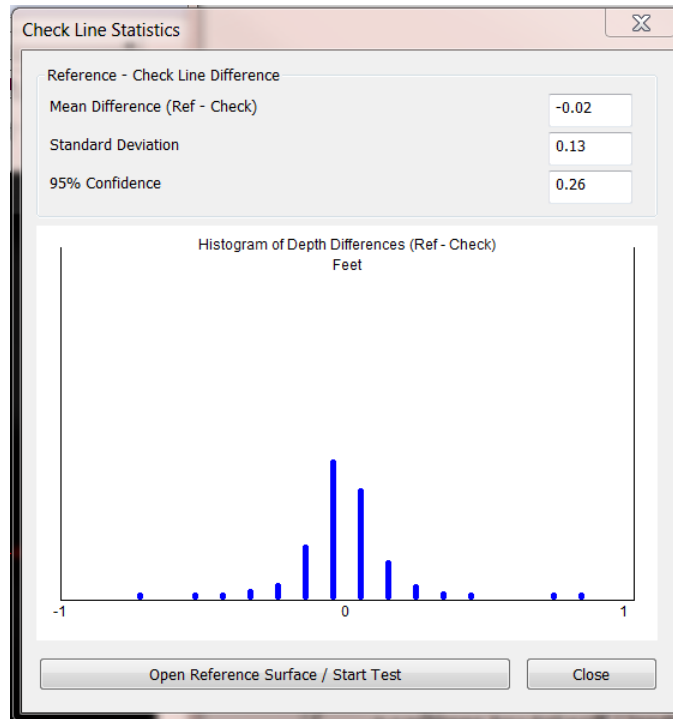 Check Line Statistics
Reference - Check Line Difference
Mean Difference (Ref - Check) -0.02
Standard Deviation 0.13
95% Confidence 0.26
Histogram of Depth Differences (Ref - Check)
Feet
-1 0 1
Open Reference Surface / Start Test Close